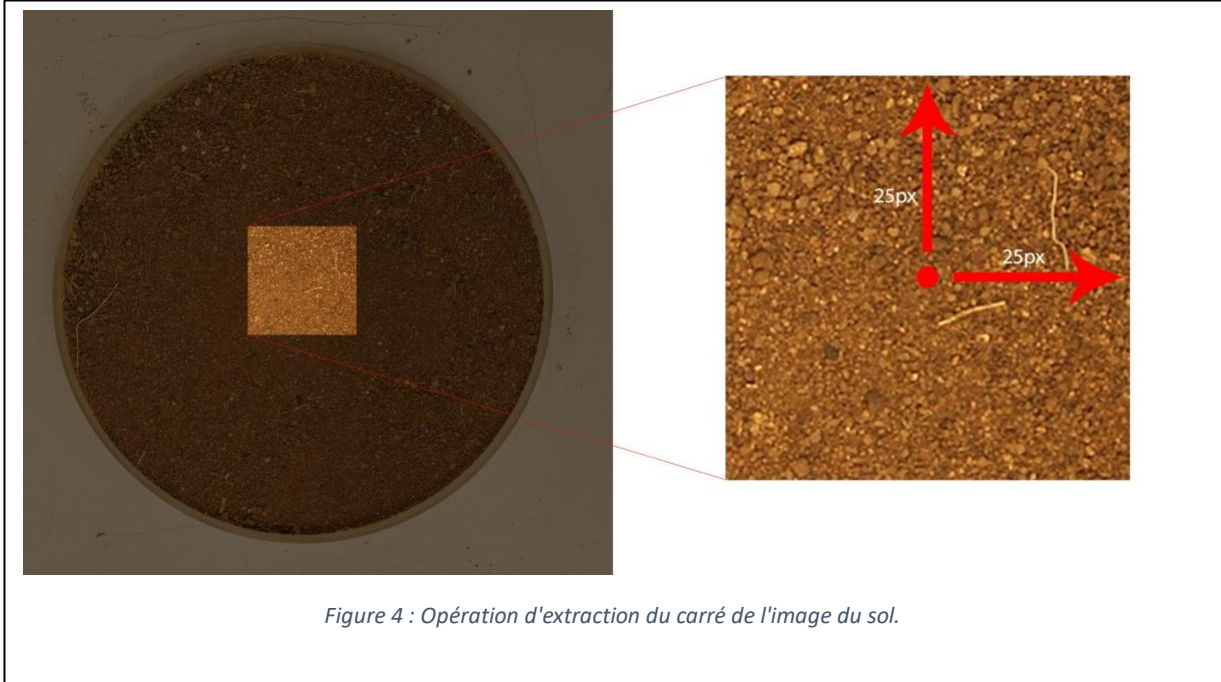 25px
25px
Figure 4 : Opération d'extraction du carré de l'image du sol.